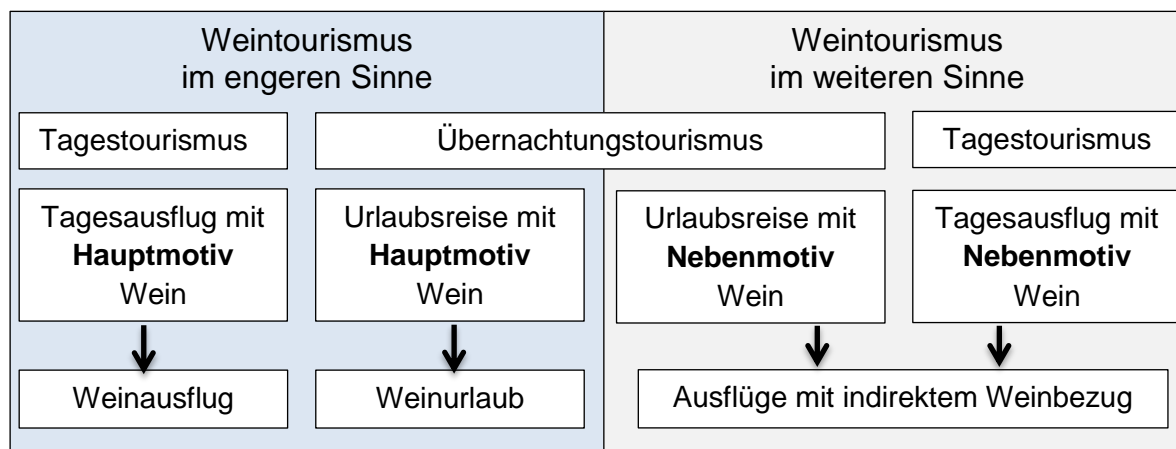 Weintourismus
im engeren Sinne
Weintourismus
im weiteren Sinne
Tagestourismus
Übernachtungstourismus
Tagestourismus
Tagesausflug mit
Hauptmotiv
Wein
Urlaubsreise mit
Hauptmotiv
Wein
Urlaubsreise mit
Nebenmotiv
Wein
Tagesausflug mit
Nebenmotiv
Wein
Weinausflug
Weinurlaub
Ausflüge mit indirektem Weinbezug